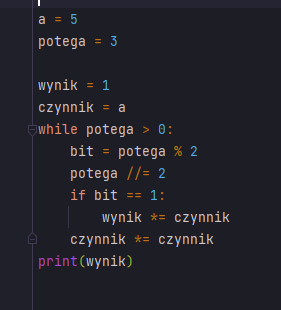 a = 5
potega = 3

wynik = 1
czynnik = a
while potega > 0:
    bit = potega % 2
    potega //= 2
    if bit == 1:
        wynik *= czynnik
    czynnik *= czynnik
print(wynik)